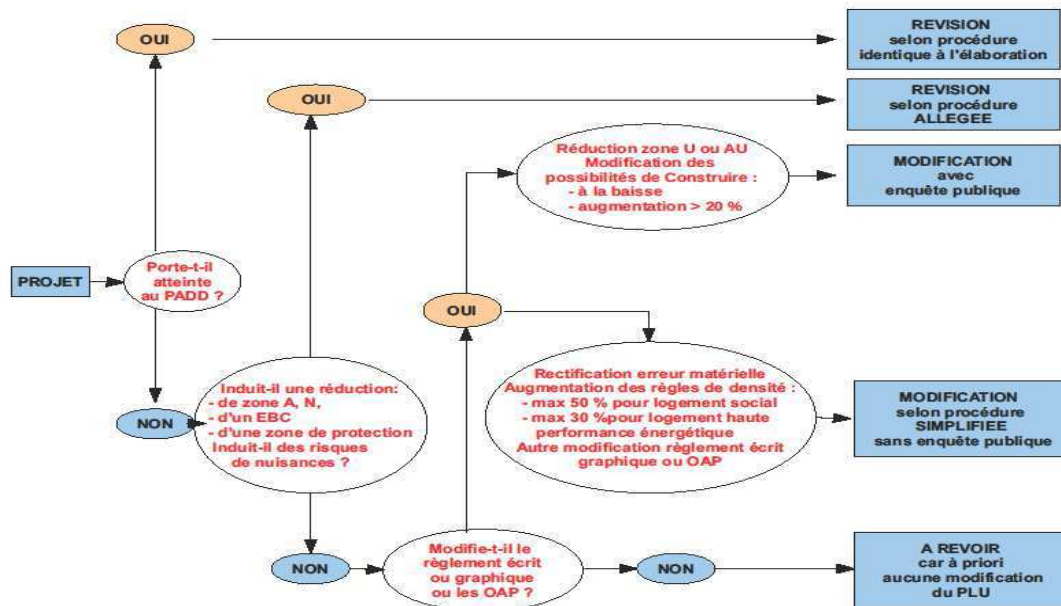 OUI
REVISION
selon procédure
identique à l'élaboration
OUI
REVISION
selon procédure
ALLEGEE
Réduction zone U ou AU
Modification des
possibilités de Construire :
- à la baisse
- augmentation > 20 %
MODIFICATION
avec
enquête publique
PROJET
Porte-t-il
atteinte
au PADD ?
OUI
Rectification erreur matérielle
Augmentation des règles de densité :
- max 50 % pour logement social
- max 30 %pour logement haute
performance énergétique
Autre modification règlement écrit
graphique ou OAP
MODIFICATION
selon procédure
SIMPLIFIEE
sans enquête publique
NON
Induit-il une réduction:
- de zone A, N,
- d'un EBC
- d'une zone de protection
Induit-il des risques
de nuisances ?
NON
Modifie-t-il le
règlement écrit
ou graphique
ou les OAP ?
NON
A REVOIR
car à priori
aucune modification
du PLU